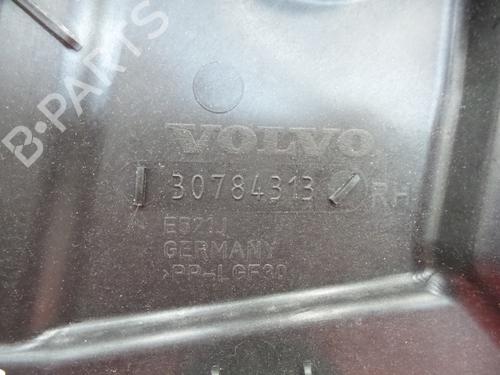 B-PARTS
VOLVO
30784313 RH
E521J
GERMANY
>PP-LGF30